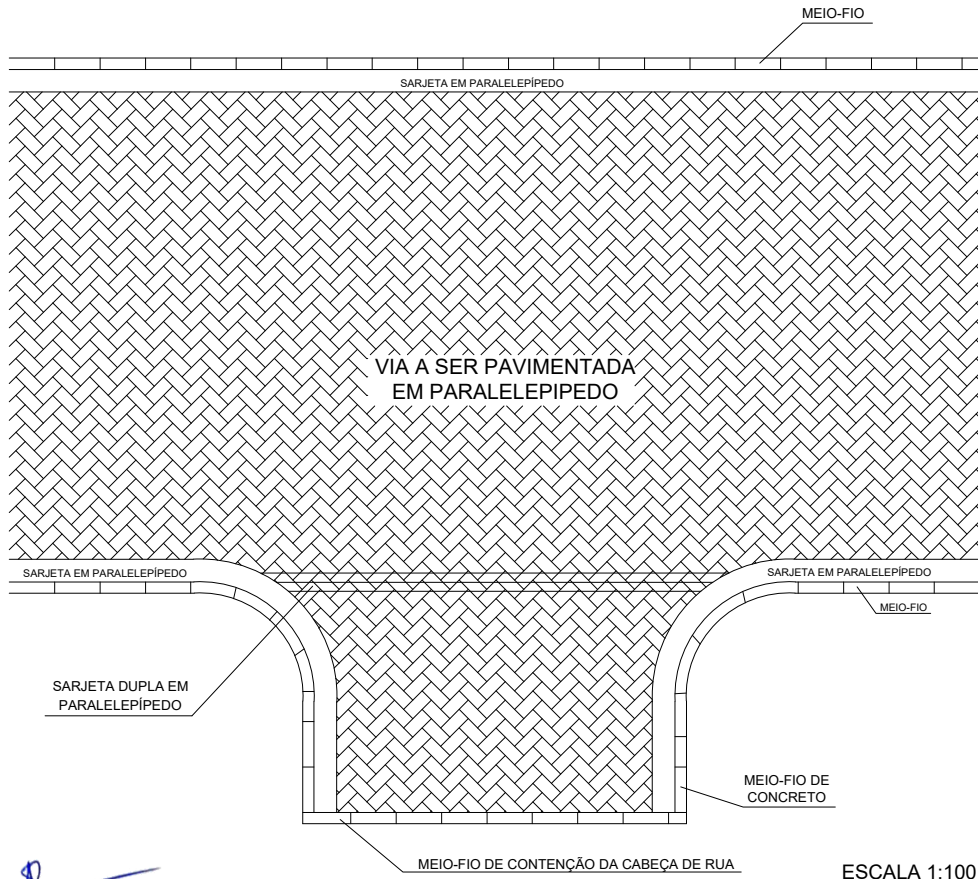 MEIO-FIO
SARJETA EM PARALELEPÍPEDO
VIA A SER PAVIMENTADA
EM PARALELEPIPEDO
SARJETA EM PARALELEPÍPEDO
SARJETA EM PARALELEPÍPEDO
MEIO-FIO
SARJETA DUPLA EM
PARALELEPÍPEDO
MEIO-FIO DE
CONCRETO
MEIO-FIO DE CONTENÇÃO DA CABEÇA DE RUA
ESCALA 1:100